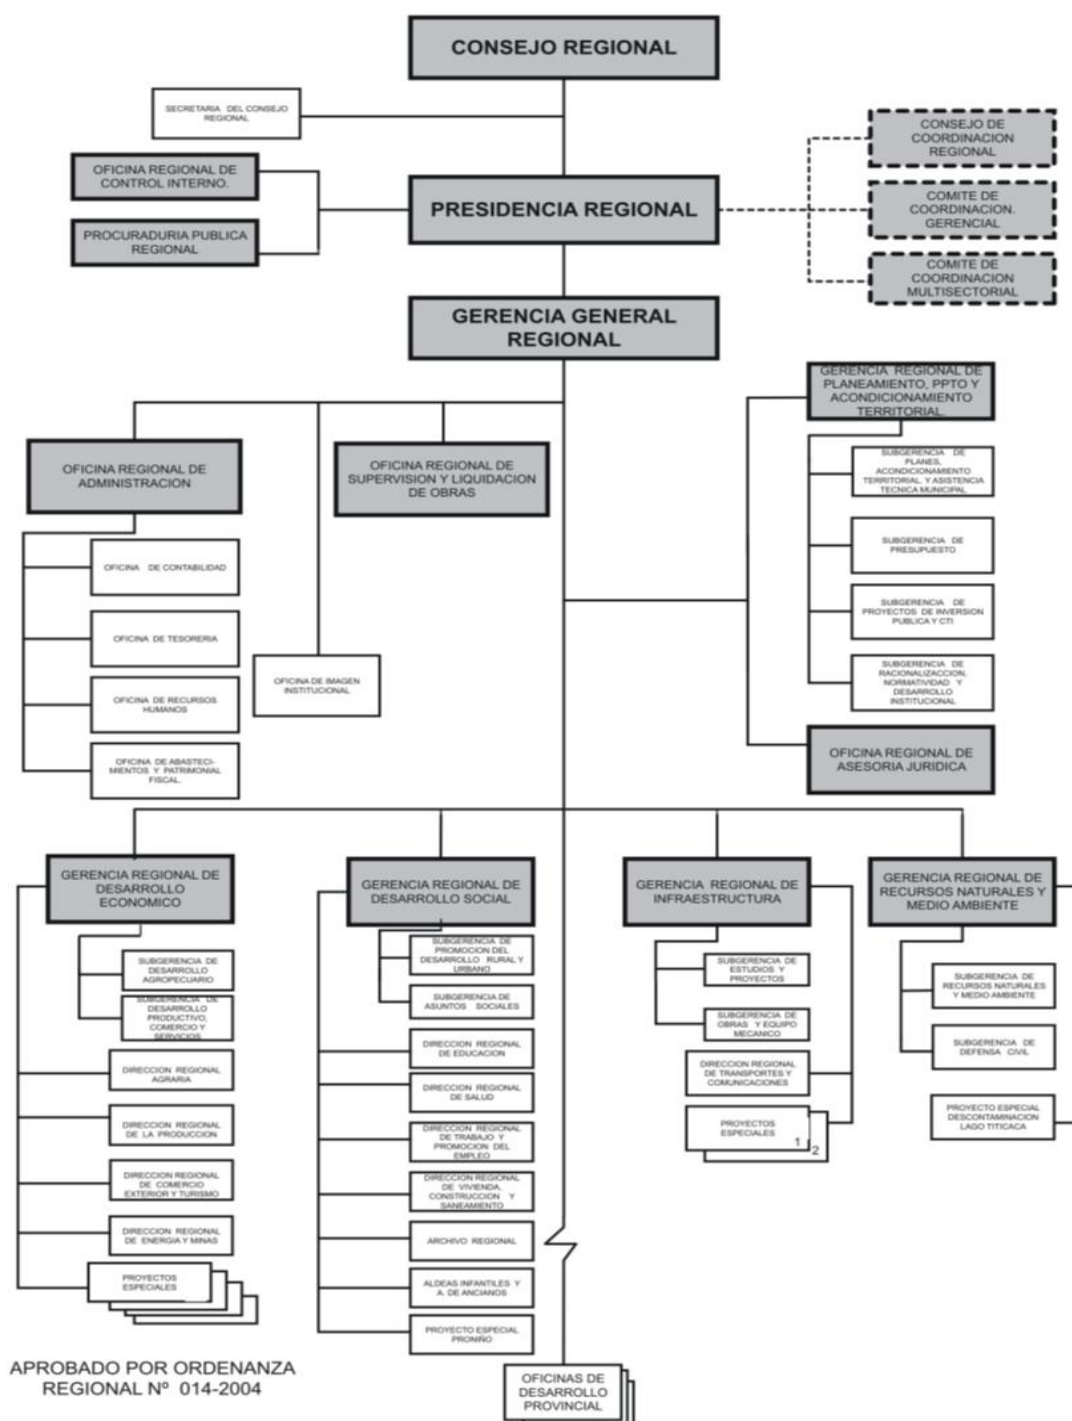 CONSEJO REGIONAL
SECRETARIA DEL CONSEJO
REGIONAL
OFICINA REGIONAL DE
CONTROL INTERNO.
PROCURADURIA PUBLICA
REGIONAL
PRESIDENCIA REGIONAL
CONSEJO DE
COORDINACION
REGIONAL
COMITE DE
COORDINACION.
GERENCIAL
COMITE DE
COORDINACION
MULTISECTORIAL
GERENCIA GENERAL
REGIONAL
GERENCIA REGIONAL DE
PLANEAMIENTO, PPTO Y
ACONDICIONAMIENTO
TERRITORIAL.
SUBGERENCIA DE
PLANES,
ACONDICIONAMIENTO
TERRITORIAL. Y ASISTENCIA
TECNICA MUNICIPAL
SUBGERENCIA DE
PRESUPUESTO
SUBGERENCIA DE
PROYECTOS DE INVERSION
PUBLICA Y CTI
SUBGERENCIA DE
RACIONALIZACCION,
NORMATIVIDAD Y
DESARROLLO
INSTITUCIONAL
OFICINA REGIONAL DE
ASESORIA JURIDICA
OFICINA REGIONAL DE
ADMINISTRACION
OFICINA DE CONTABILIDAD
OFICINA DE TESORERIA
OFICINA DE RECURSOS
HUMANOS
OFICINA DE ABASTECI-
MIENTOS Y PATRIMONIAL
FISCAL.
OFICINA DE IMAGEN
INSTITUCIONAL
OFICINA REGIONAL DE
SUPERVISION Y LIQUIDACION
DE OBRAS
GERENCIA REGIONAL DE
DESARROLLO
ECONOMICO
SUBGERENCIA DE
DESARROLLO
AGROPECUARIO
SUBGERENCIA DE
DESARROLLO
PRODUCTIVO,
COMERCIO Y
SERVICIOS
DIRECCION REGIONAL
AGRARIA
DIRECCION REGIONAL
DE LA PRODUCCION
DIRECCION REGIONAL
DE COMERCIO
EXTERIOR Y TURISMO
DIRECCION REGIONAL
DE ENERGIA Y MINAS
PROYECTOS
ESPECIALES
GERENCIA REGIONAL DE
DESARROLLO SOCIAL
SUBGERENCIA DE
PROMOCION DEL
DESARROLLO RURAL Y
URBANO
SUBGERENCIA DE
ASUNTOS SOCIALES
DIRECCION REGIONAL
DE EDUCACION
DIRECCION REGIONAL
DE SALUD
DIRECCION REGIONAL
DE TRABAJO Y
PROMOCION DEL
EMPLEO
DIRECCION REGIONAL
DE VIVIENDA,
CONSTRUCCION Y
SANEAMIENTO
ARCHIVO REGIONAL
ALDEAS INFANTILES Y
A. DE ANCIANOS
PROYECTO ESPECIAL
PRONIÑO
GERENCIA REGIONAL DE
INFRAESTRUCTURA
SUBGERENCIA DE
ESTUDIOS Y
PROYECTOS
SUBGERENCIA DE
OBRAS Y EQUIPO
MECANICO
DIRECCION REGIONAL
DE TRANSPORTES Y
COMUNICACIONES
PROYECTOS
ESPECIALES 1
2
GERENCIA REGIONAL DE
RECURSOS NATURALES Y
MEDIO AMBIENTE
SUBGERENCIA DE
RECURSOS NATURALES
Y MEDIO AMBIENTE
SUBGERENCIA DE
DEFENSA CIVIL
PROYECTO ESPECIAL
DESCONTAMINACION
LAGO TITICACA
OFICINAS DE
DESARROLLO
PROVINCIAL
APROBADO POR ORDENANZA
REGIONAL Nº 014-2004